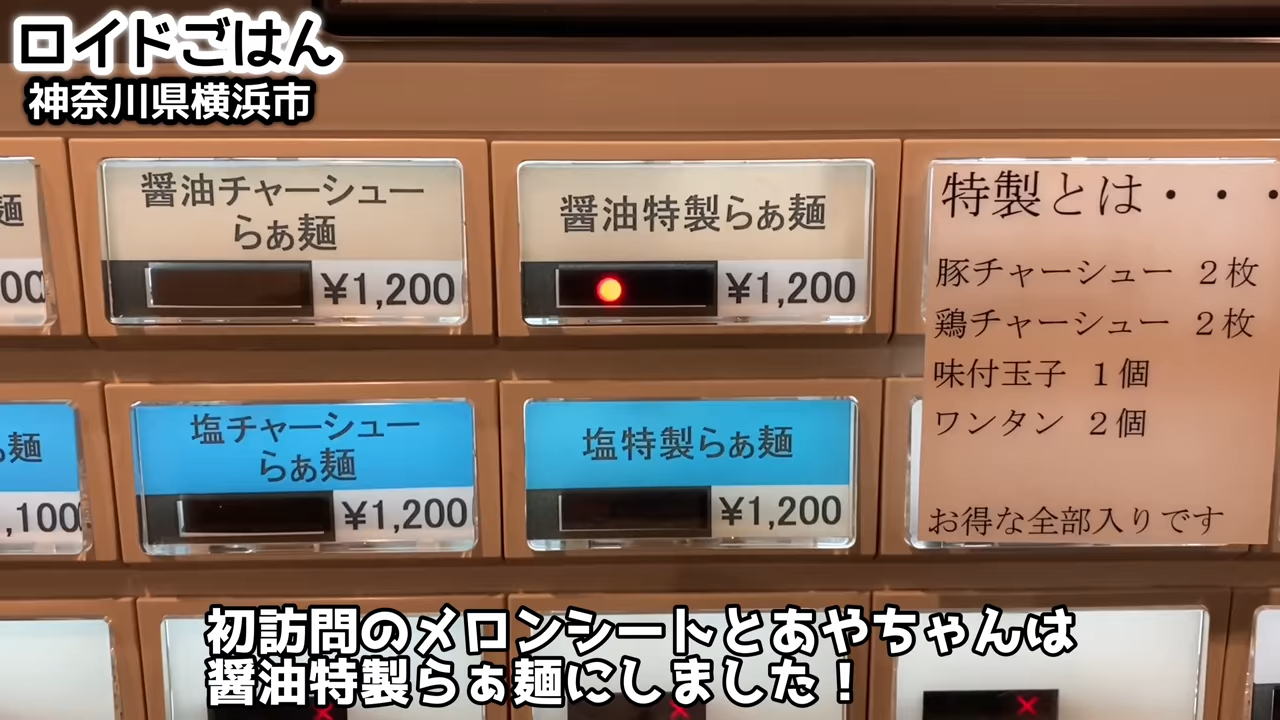 ロイドごはん
神奈川県横浜市
麺
醤油チャーシュー
らぁ麺
¥1,200
醤油特製らぁ麺
¥1,200
特製とは・・・
豚チャーシュー 2枚
鶏チャーシュー 2枚
味付玉子 1個
ワンタン 2個
お得な全部入りです
麺
,100
塩チャーシュー
らぁ麺
¥1,200
塩特製らぁ麺
¥1,200
初訪問のメロンシートとあやちゃんは
醤油特製らぁ麺にしました！